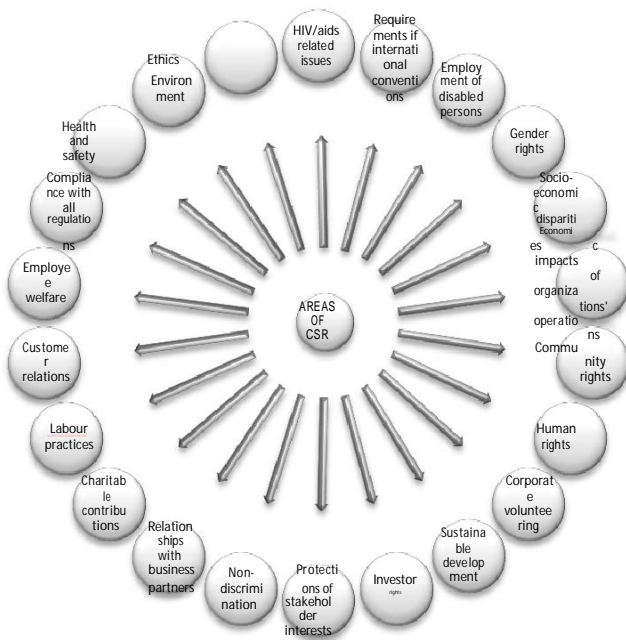 HIV/aids
related
issues
Require
ments if
internati
onal
conventi
ons
Employ
ment of
disabled
persons
Gender
rights
Socio-
economi
c
dispariti
es
Economi
c
impacts
of
organiza
tions'
operatio
ns
Commu
nity
rights
Human
rights
Corporat
e
voluntee
ring
Sustaina
ble
develop
ment
Investor
rights
Protecti
ons of
stakehol
der
interests
Non-
discrimi
nation
Relation
ships
with
business
partners
Charitab
le
contribu
tions
Labour
practices
Custome
r
relations
Employe
e
welfare
Complia
nce with
all
regulatio
ns
Health
and
safety
Environ
ment
Ethics
AREAS
OF
CSR